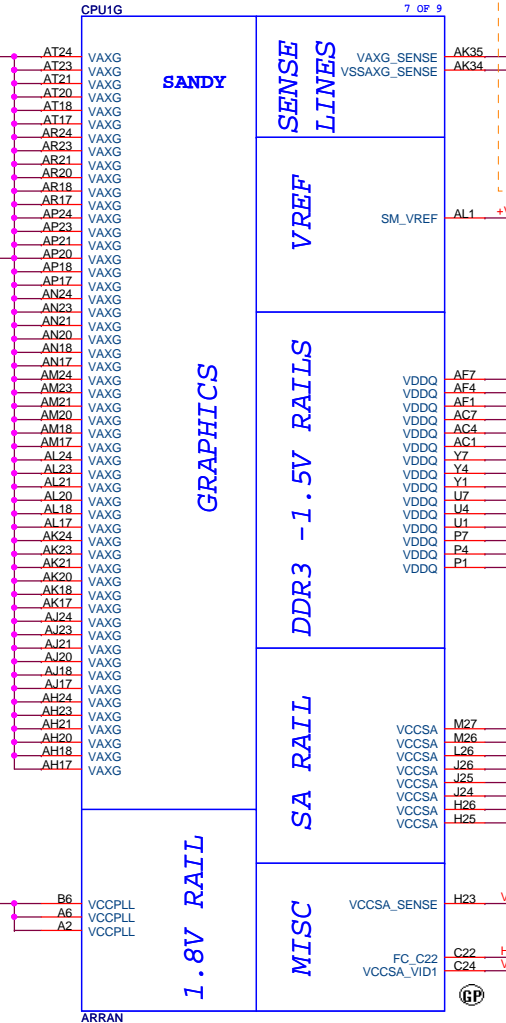 CPU1G
7 OF 9
SANDY
AT24 VAXG
AT23 VAXG
AT21 VAXG
AT20 VAXG
AT18 VAXG
AT17 VAXG
AR24 VAXG
AR23 VAXG
AR21 VAXG
AR20 VAXG
AR18 VAXG
AR17 VAXG
AP24 VAXG
AP23 VAXG
AP21 VAXG
AP20 VAXG
AP18 VAXG
AP17 VAXG
AN24 VAXG
AN23 VAXG
AN21 VAXG
AN20 VAXG
AN18 VAXG
AN17 VAXG
AM24 VAXG
AM23 VAXG
AM21 VAXG
AM20 VAXG
AM18 VAXG
AM17 VAXG
AL24 VAXG
AL23 VAXG
AL21 VAXG
AL20 VAXG
AL18 VAXG
AL17 VAXG
AK24 VAXG
AK23 VAXG
AK21 VAXG
AK20 VAXG
AK18 VAXG
AK17 VAXG
AJ24 VAXG
AJ23 VAXG
AJ21 VAXG
AJ20 VAXG
AJ18 VAXG
AJ17 VAXG
AH24 VAXG
AH23 VAXG
AH21 VAXG
AH20 VAXG
AH18 VAXG
AH17 VAXG
GRAPHICS
B6 VCCPLL
A6 VCCPLL
A2 VCCPLL
1.8V RAIL
SENSE
LINES
VAXG_SENSE AK35
VSSAXG_SENSE AK34
VREF
SM_VREF AL1
DDR3 -1.5V RAILS
VDDQ AF7
VDDQ AF4
VDDQ AF1
VDDQ AC7
VDDQ AC4
VDDQ AC1
VDDQ Y7
VDDQ Y4
VDDQ Y1
VDDQ U7
VDDQ U4
VDDQ U1
VDDQ P7
VDDQ P4
VDDQ P1
SA RAIL
VCCSA M27
VCCSA M26
VCCSA L26
VCCSA J26
VCCSA J25
VCCSA J24
VCCSA H26
VCCSA H25
MISC
VCCSA_SENSE H23
FC_C22 C22
VCCSA_VID1 C24
GP
ARRAN